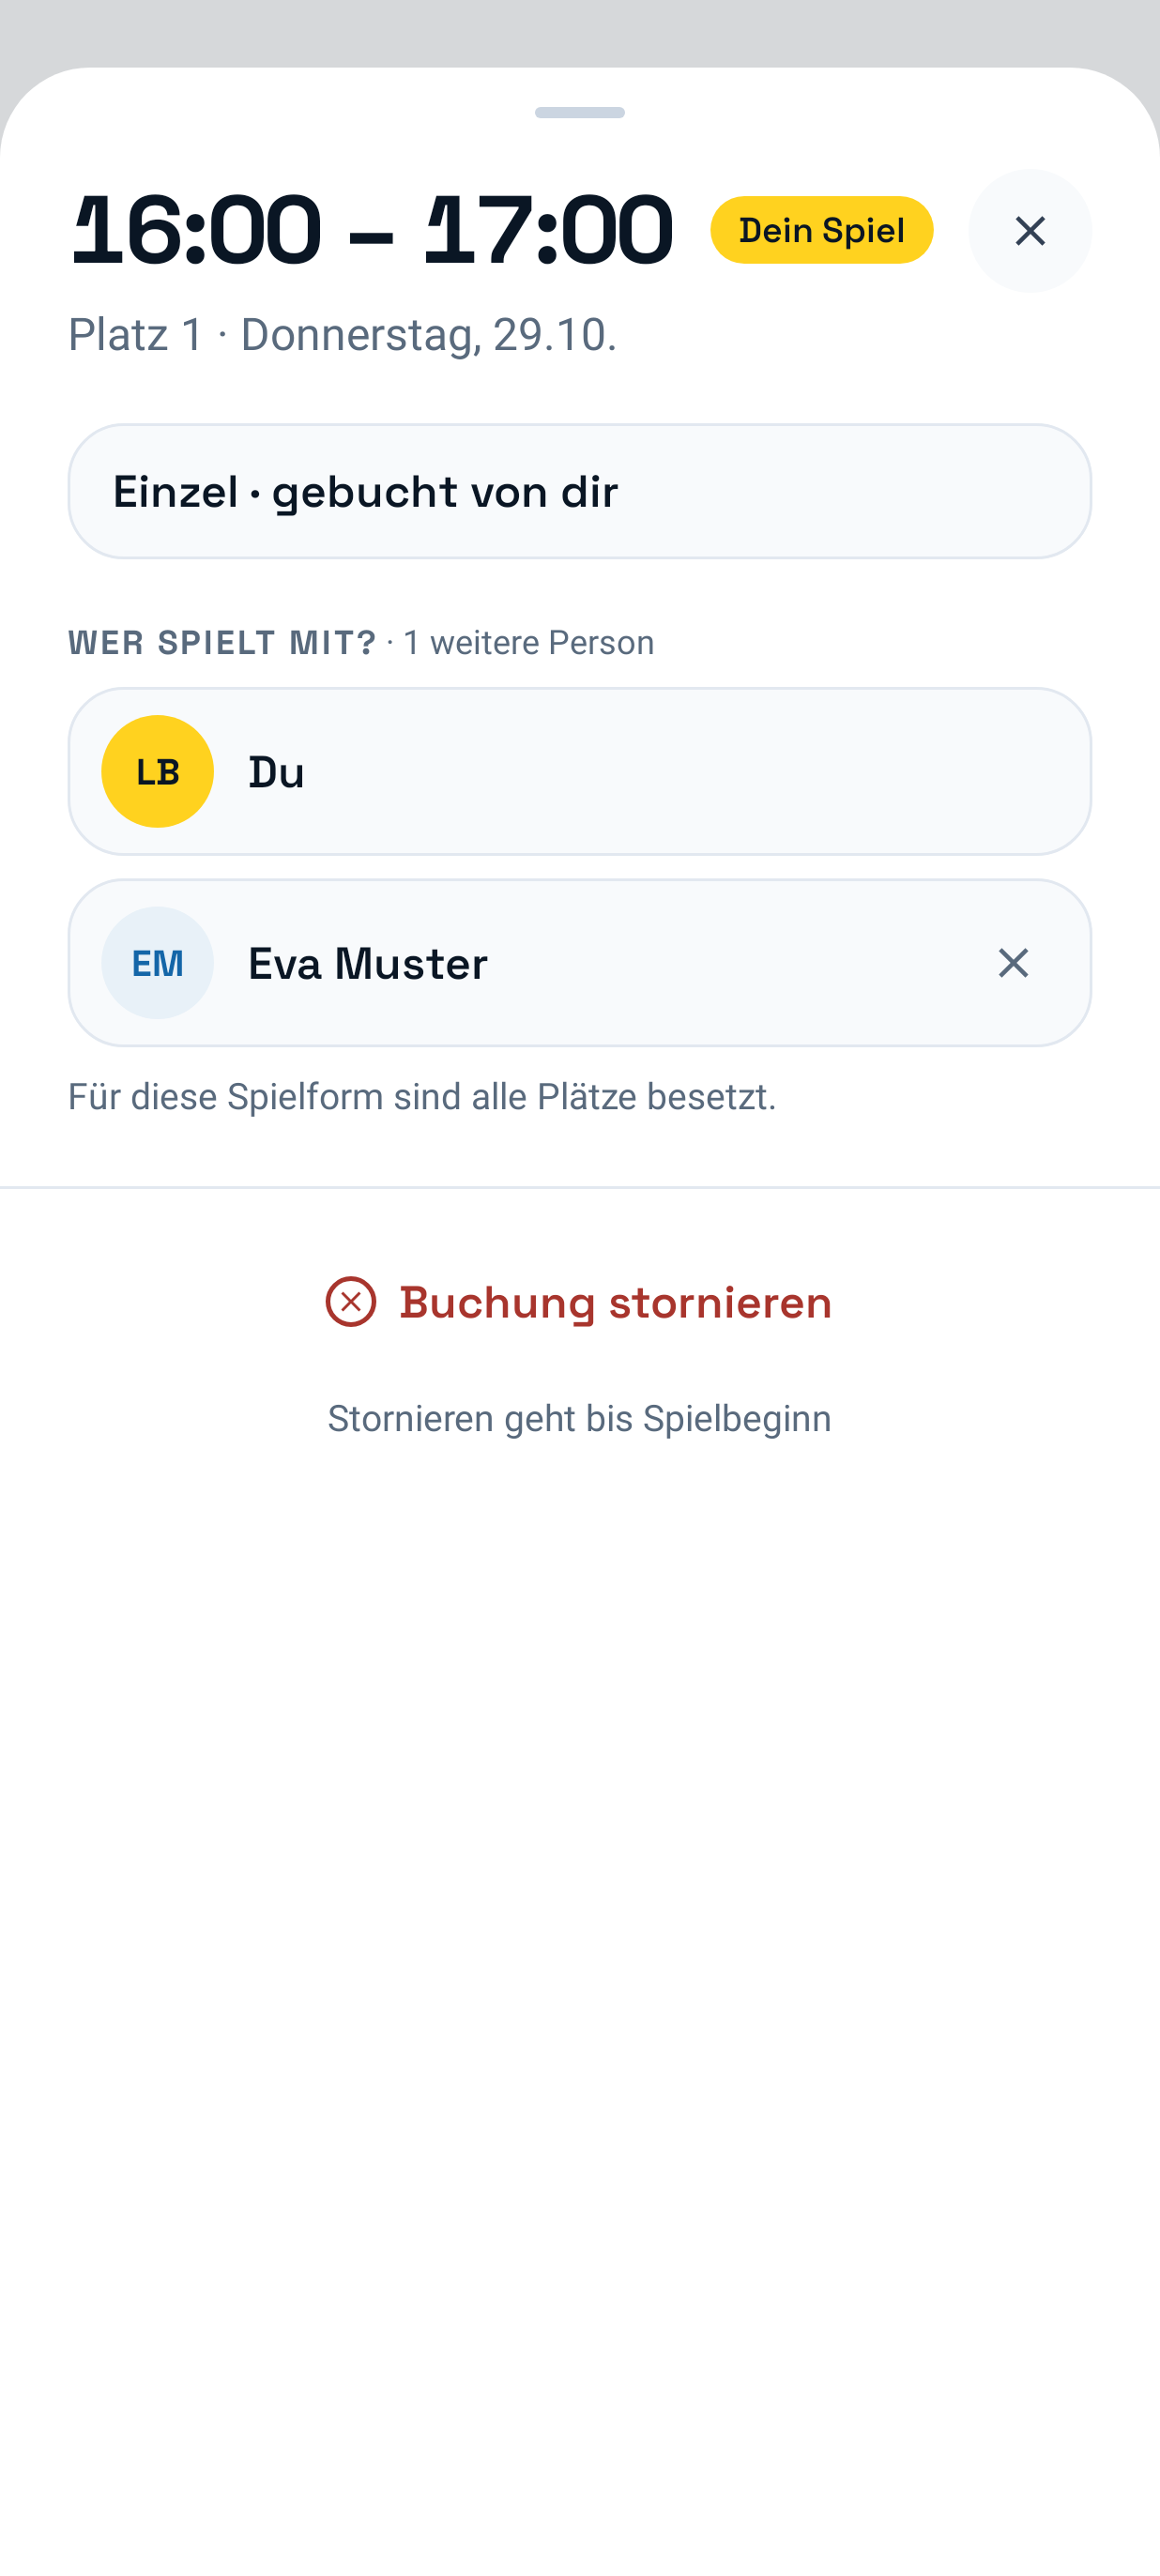 16:00 – 17:00 Dein Spiel
Platz 1 · Donnerstag, 29.10.
Einzel · gebucht von dir
WER SPIELT MIT? · 1 weitere Person
LB Du
EM Eva Muster
Für diese Spielform sind alle Plätze besetzt.
Buchung stornieren
Stornieren geht bis Spielbeginn